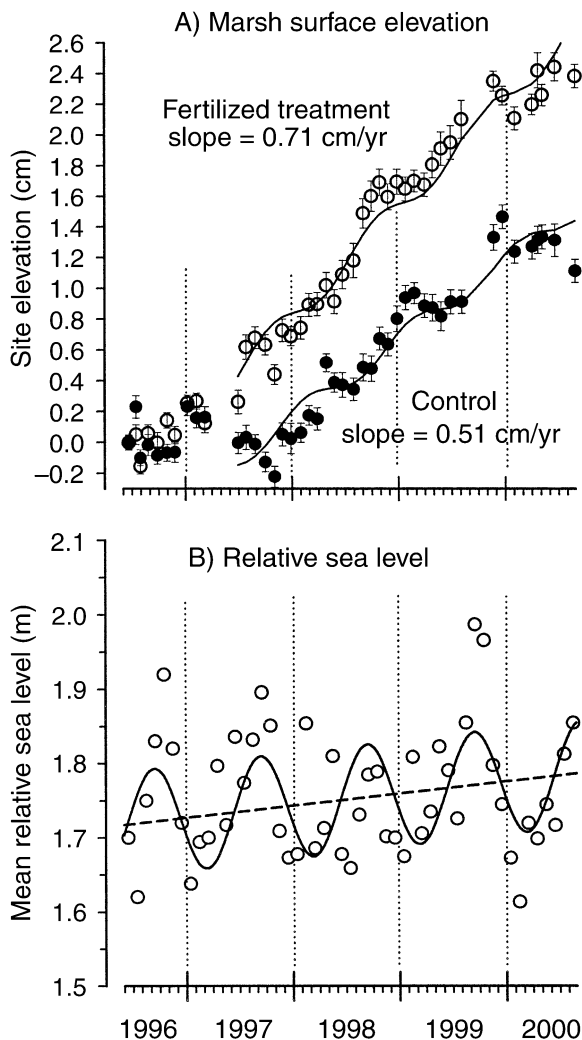 A) Marsh surface elevation
2.6
2.4
2.2
2.0
1.8
1.6
1.4
1.2
1.0
0.8
0.6
0.4
0.2
0.0
–0.2
Site elevation (cm)
Fertilized treatment
slope = 0.71 cm/yr
Control
slope = 0.51 cm/yr
B) Relative sea level
2.1
2.0
1.9
1.8
1.7
1.6
1.5
Mean relative sea level (m)
1996 1997 1998 1999 2000